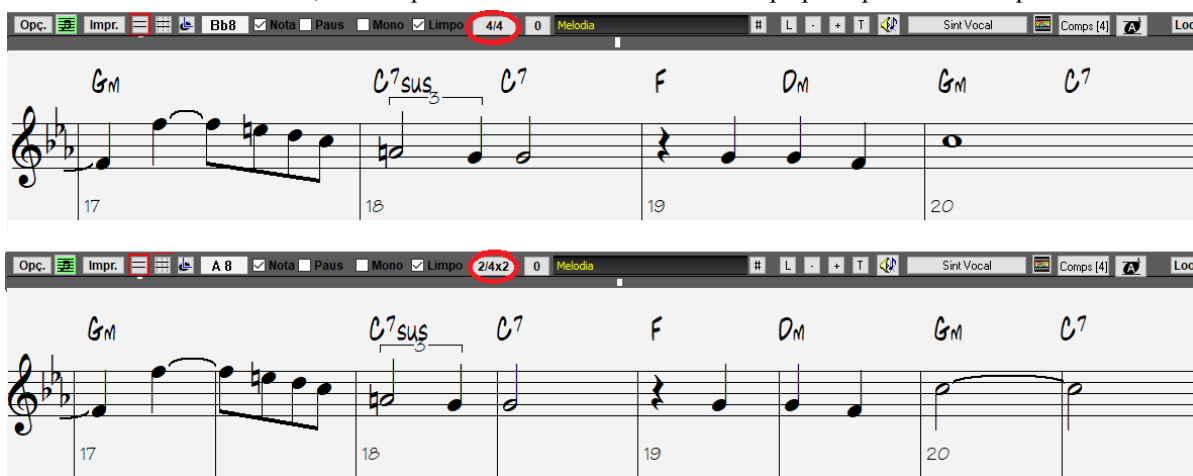 Opç. Impr. Bb8 Nota Paus Mono Limpo 4/4 0 Melodia # L - + T Sint Vocal Comps [4] A Loc
Gm C7sus C7 F Dm Gm C7
3
17 18 19 20
Opç. Impr. A 8 Nota Paus Mono Limpo 2/4x2 0 Melodia # L - + T Sint Vocal Comps [4] A Loc
Gm C7sus C7 F Dm Gm C7
3
17 18 19 20